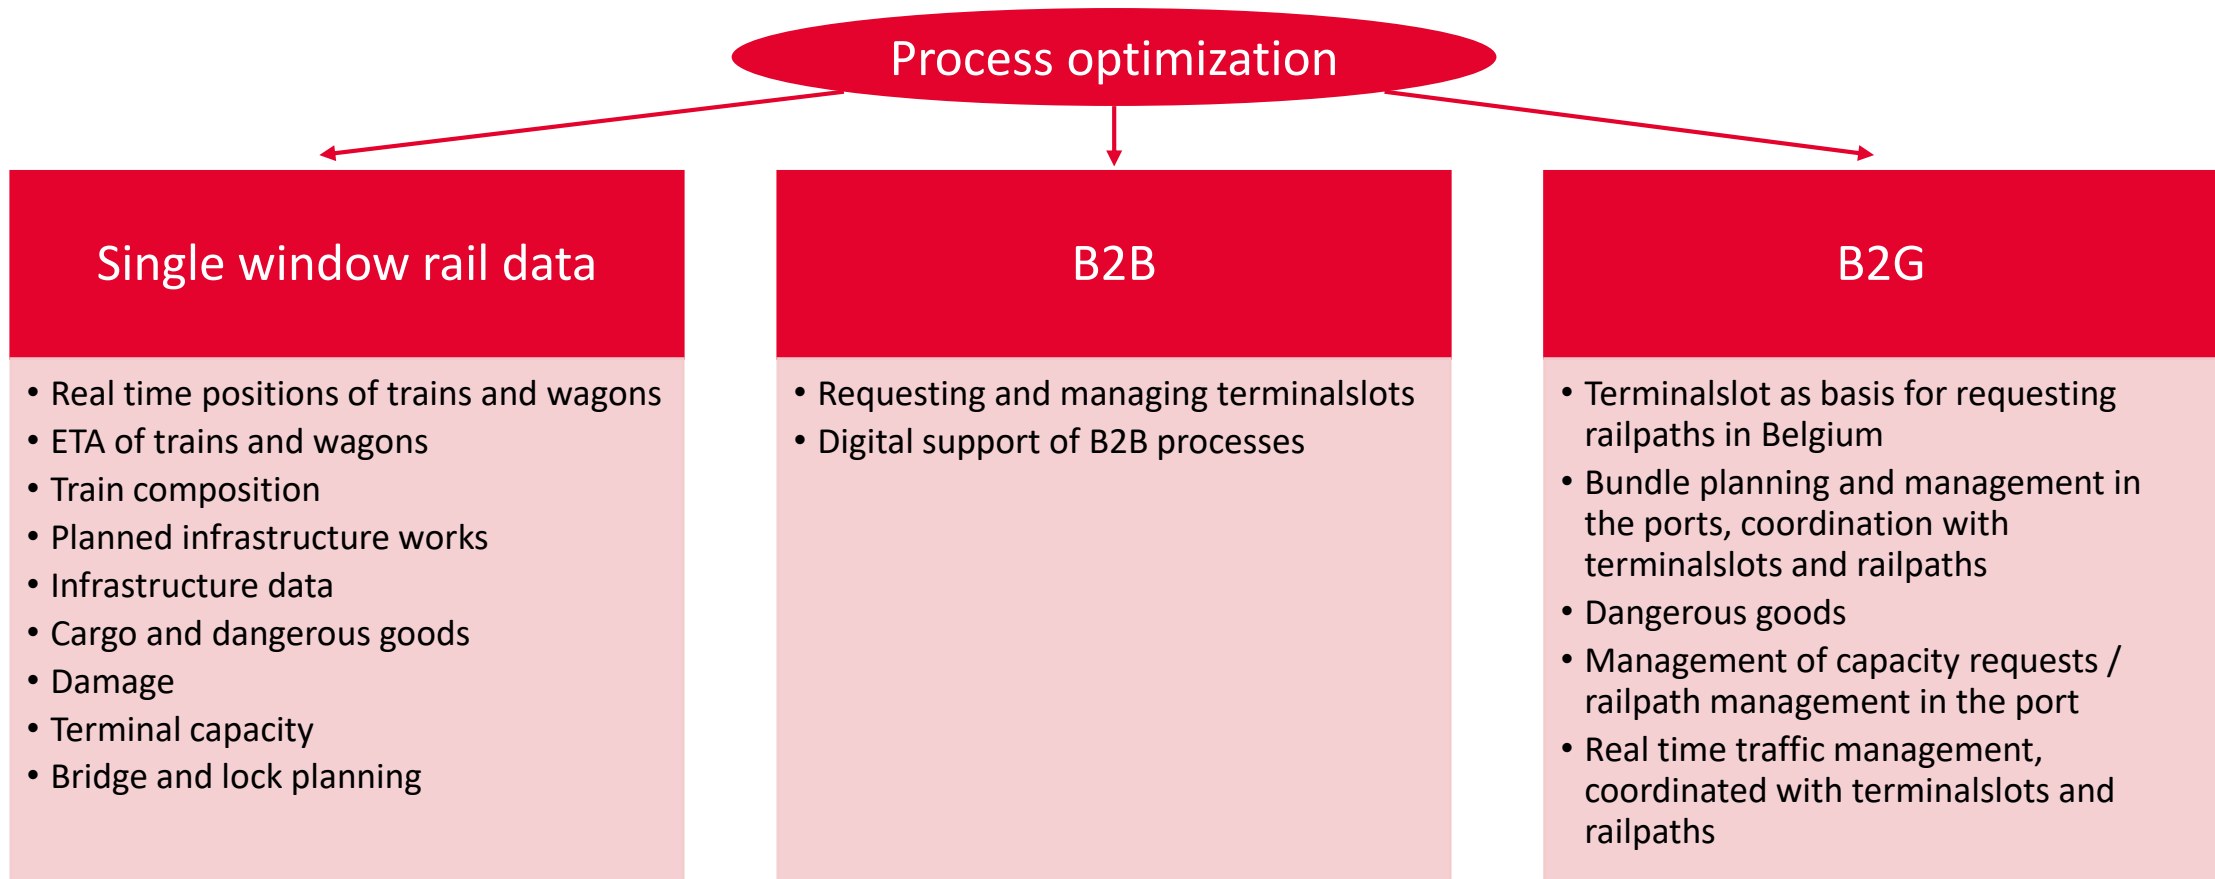 Process optimization
Single window rail data
• Real time positions of trains and wagons
• ETA of trains and wagons
• Train composition
• Planned infrastructure works
• Infrastructure data
• Cargo and dangerous goods
• Damage
• Terminal capacity
• Bridge and lock planning
B2B
• Requesting and managing terminalslots
• Digital support of B2B processes
B2G
• Terminalslot as basis for requesting
railpaths in Belgium
• Bundle planning and management in
the ports, coordination with
terminalslots and railpaths
• Dangerous goods
• Management of capacity requests /
railpath management in the port
• Real time traffic management,
coordinated with terminalslots and
railpaths